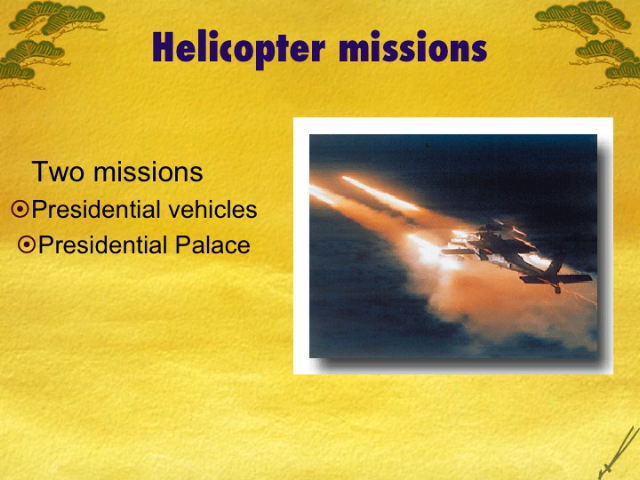 Helicopter missions
Two missions
Presidential vehicles
Presidential Palace